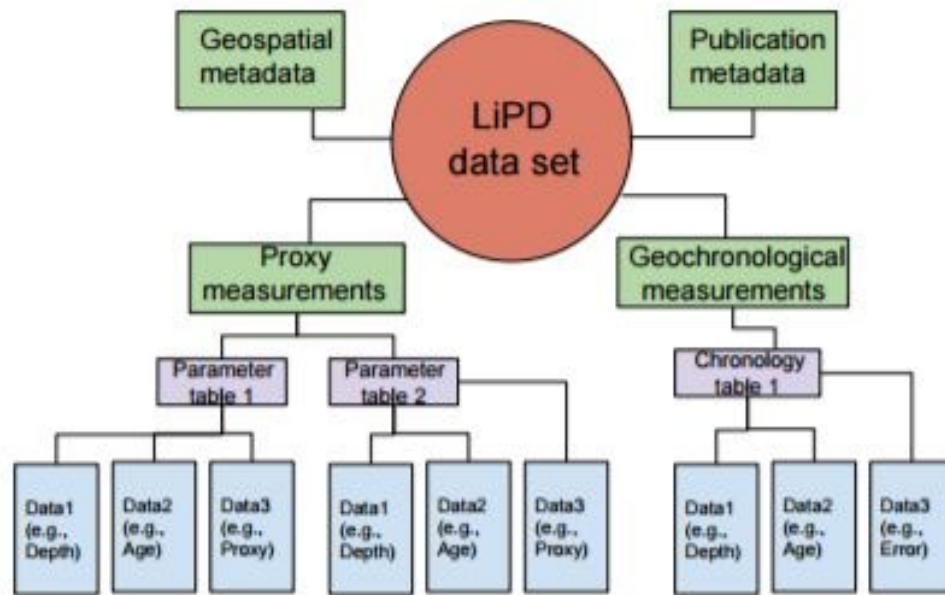 Geospatial
metadata
LiPD
data set
Publication
metadata
Proxy
measurements
Geochronological
measurements
Parameter
table 1
Parameter
table 2
Chronology
table 1
Data1
(e.g.,
Depth)
Data2
(e.g.,
Age)
Data3
(e.g.,
Proxy)
Data1
(e.g.,
Depth)
Data2
(e.g.,
Age)
Data3
(e.g.,
Proxy)
Data1
(e.g.,
Depth)
Data2
(e.g.,
Age)
Data3
(e.g.,
Error)